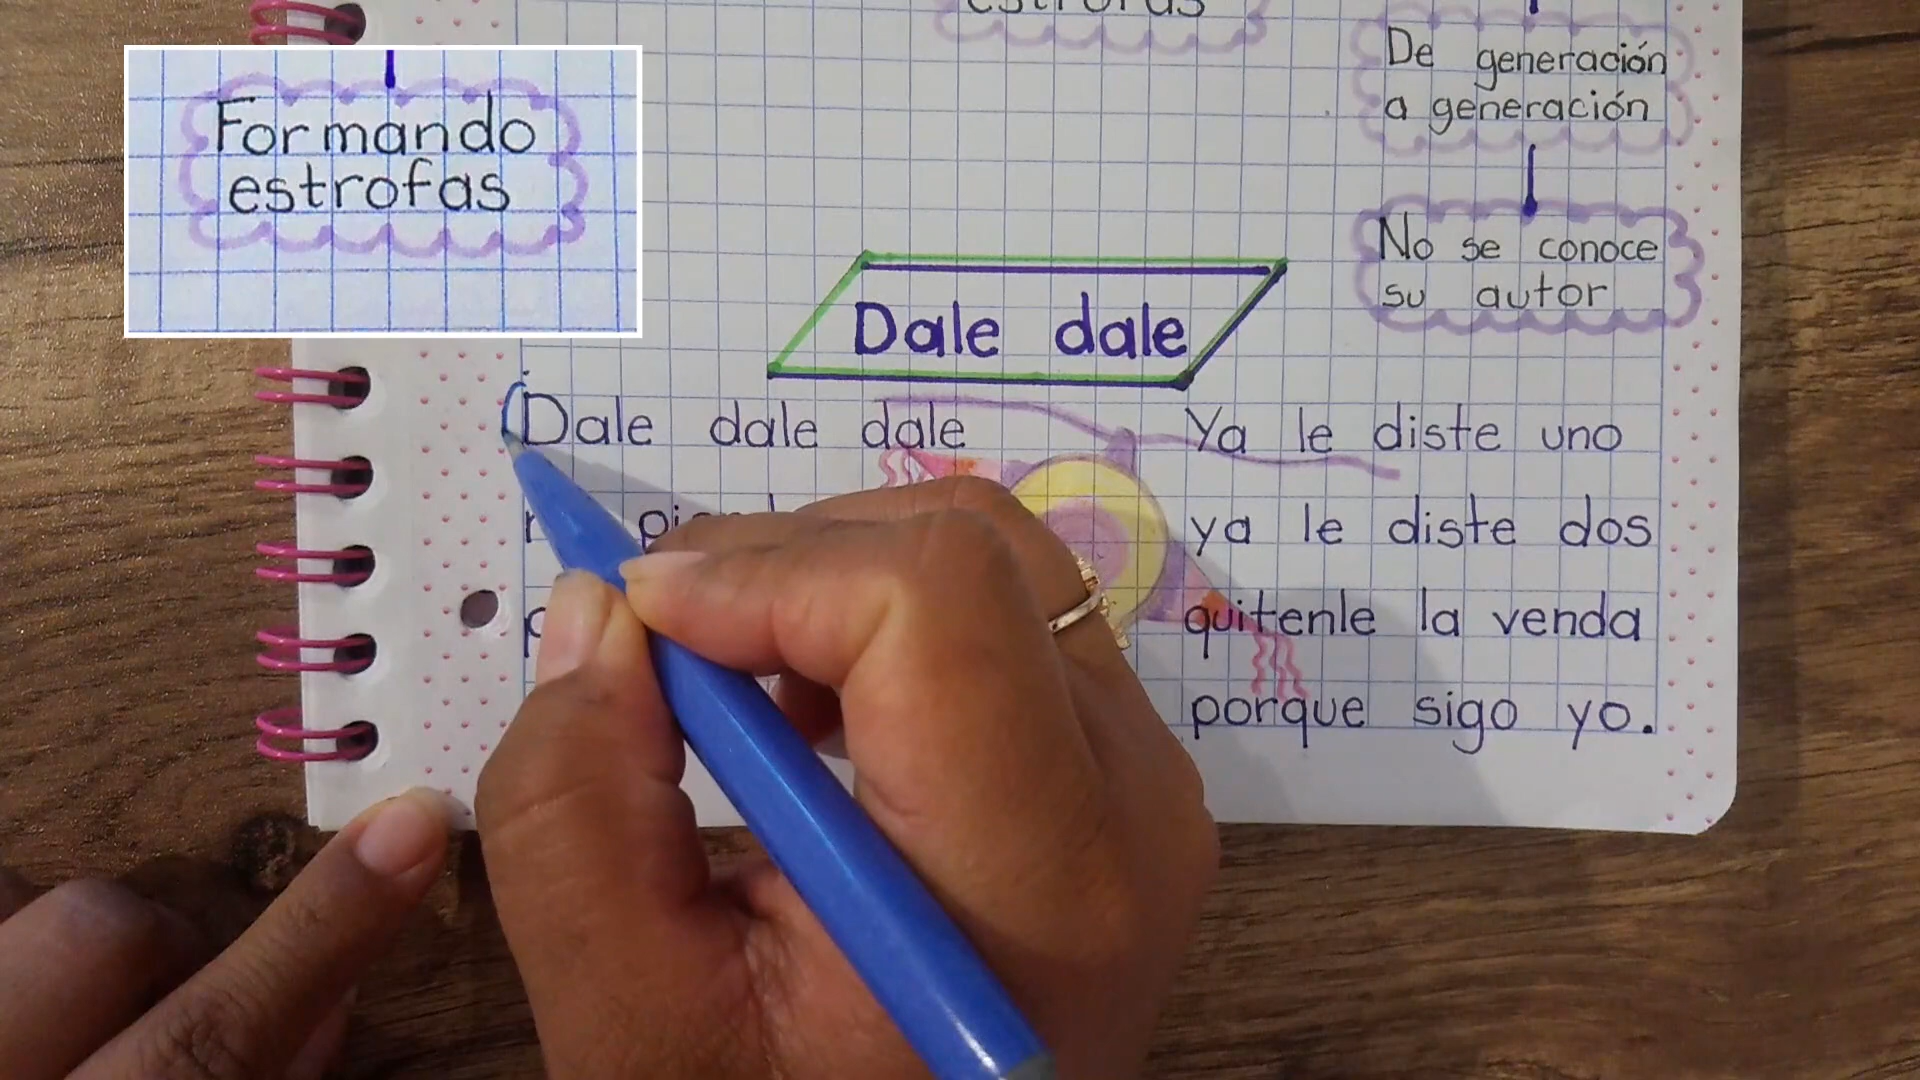 Formando
estrofas
estrofas
De generación
a generación
No se conoce
su autor
Dale dale
Dale dale dale
Ya le diste uno
ya le diste dos
quitenle la venda
porque sigo yo.